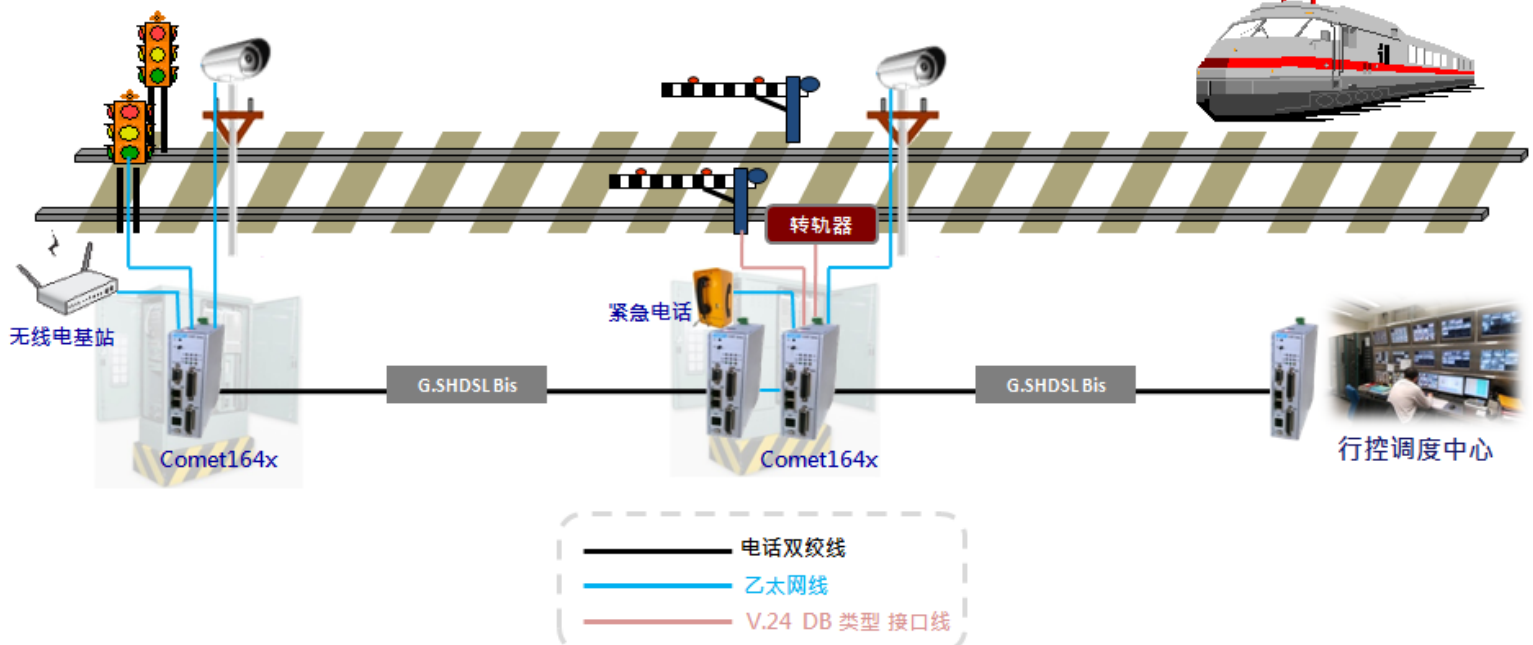 转轨器
紧急电话
无线电基站
G.SHDSL Bis
G.SHDSL Bis
Comet164x
Comet164x
行控调度中心
电话双绞线
乙太网线
V.24 DB 类型 接口线